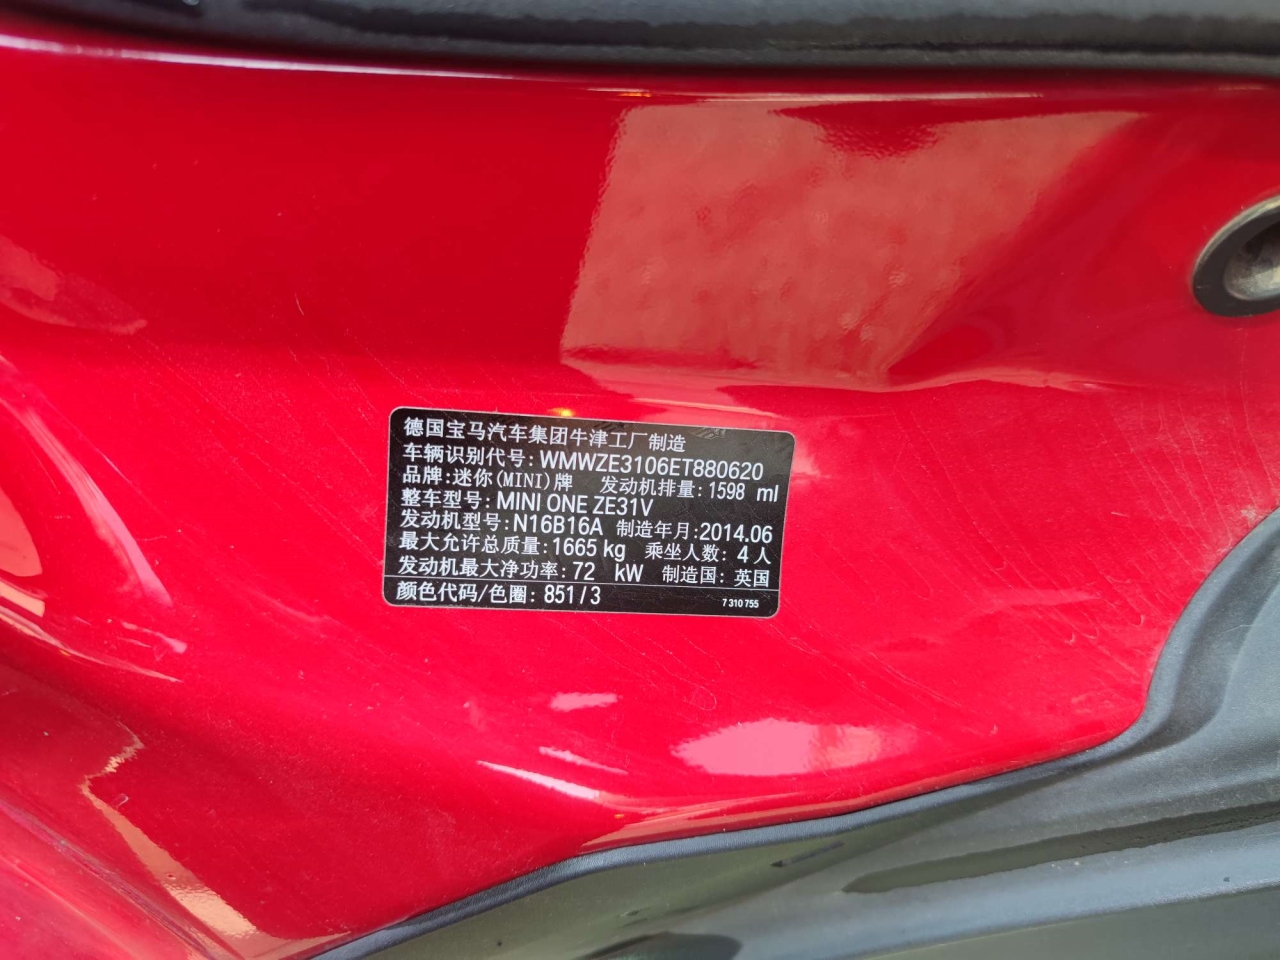 德国宝马汽车集团牛津工厂制造
车辆识别代号: WMWZE3106ET880620
品牌: 迷你(MINI)牌 发动机排量: 1598 ml
整车型号: MINI ONE ZE31V
发动机型号: N16B16A 制造年月: 2014.06
最大允许总质量: 1665 kg 乘坐人数: 4 人
发动机最大净功率: 72 kW 制造国: 英国
颜色代码/色圈: 851/3 7 310 755